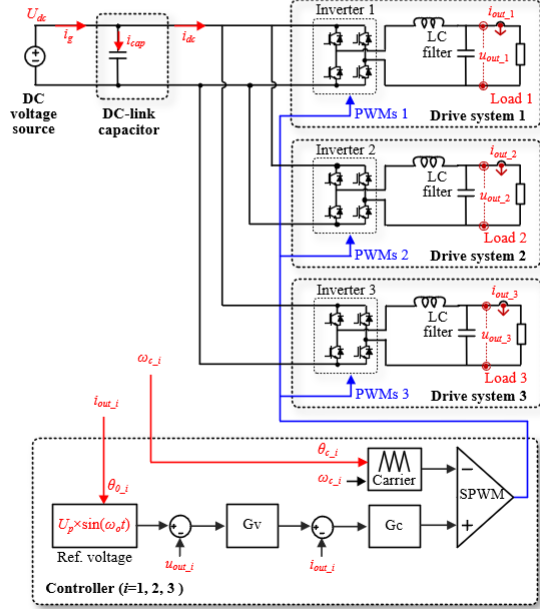 U_dc
i_g
i_cap
i_dc
DC
voltage
source
DC-link
capacitor
Inverter 1
LC
filter
i_out_1
u_out_1
Load 1
PWMs 1
Drive system 1
Inverter 2
LC
filter
i_out_2
u_out_2
Load 2
PWMs 2
Drive system 2
Inverter 3
LC
filter
i_out_3
u_out_3
Load 3
PWMs 3
Drive system 3
ω_c_i
i_out_i
θ_c_i
ω_c_i
Carrier
SPWM
θ_0_i
U_p×sin(ω_o t)
Ref. voltage
u_out_i
Gv
i_out_i
Gc
Controller (i=1, 2, 3 )